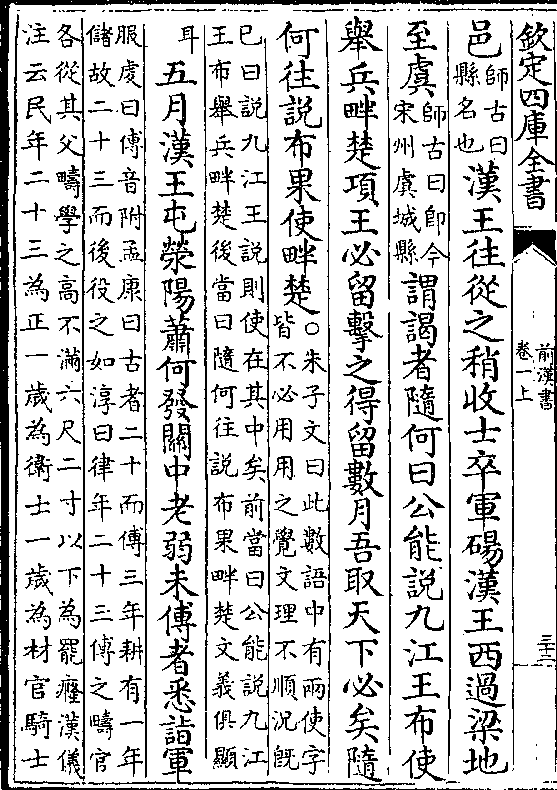 欽定四庫全書
前漢書
卷一上
邑
師古曰
縣名也
漢王往從之稍收士卒軍碭漢王西過梁地
至虞
師古曰即今
宋州虞城縣
謂謁者隨何曰公能說九江王布使
舉兵畔楚項王必留擊之得留數月吾取天下必矣隨
何往說布果使畔楚
○朱子文曰此數語中有兩使字
皆不必用用之覺文理不順況既
巳曰說九江王說則使在其中矣前當曰公能說九江
王布舉兵畔楚後當曰隨何往說布果畔楚文義俱顯
耳
五月漢王屯滎陽蕭何發關中老弱未傅者悉詣軍
服虔曰傅音附孟康曰古者二十而傅三年耕有一年
儲故二十三而後役之如淳曰律年二十三傅之疇官
各從其父疇學之高不滿六尺二寸以下為罷癃漢儀
注云民年二十三為正一歲為衛士一歲為材官騎士